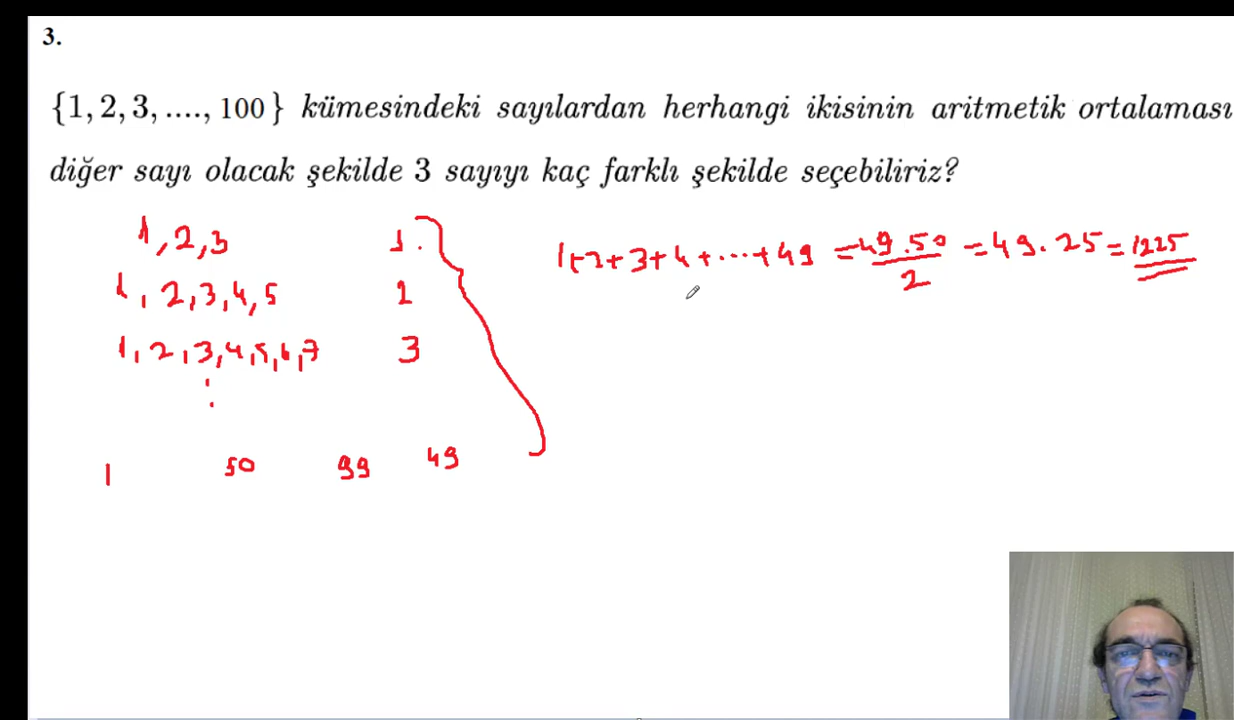 3.
{1, 2, 3, ...., 100} kümesindeki sayılardan herhangi ikisinin aritmetik ortalaması
diğer sayı olacak şekilde 3 sayıyı kaç farklı şekilde seçebiliriz?
1, 2, 3 1.
1, 2, 3, 4, 5 2
1, 2, 3, 4, 5, 6, 7 3
:
1 50 99 49
1+2+3+4+...+49 = 49.50/2 = 49.25 = 1225